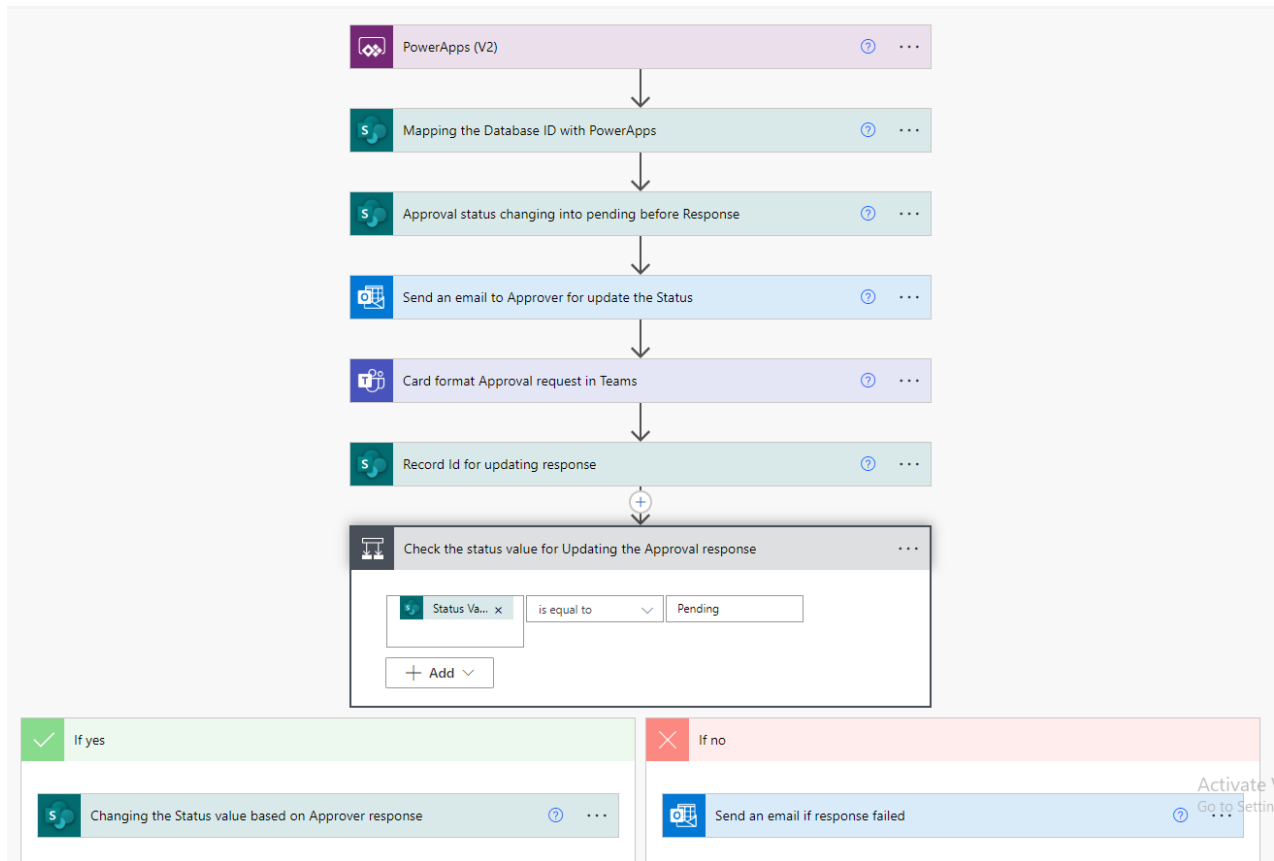 PowerApps (V2)
Mapping the Database ID with PowerApps
Approval status changing into pending before Response
Send an email to Approver for update the Status
Card format Approval request in Teams
Record Id for updating response
Check the status value for Updating the Approval response
Status Va... x is equal to Pending
+ Add
If yes
If no
Activate
Changing the Status value based on Approver response
Send an email if response failed
Go to